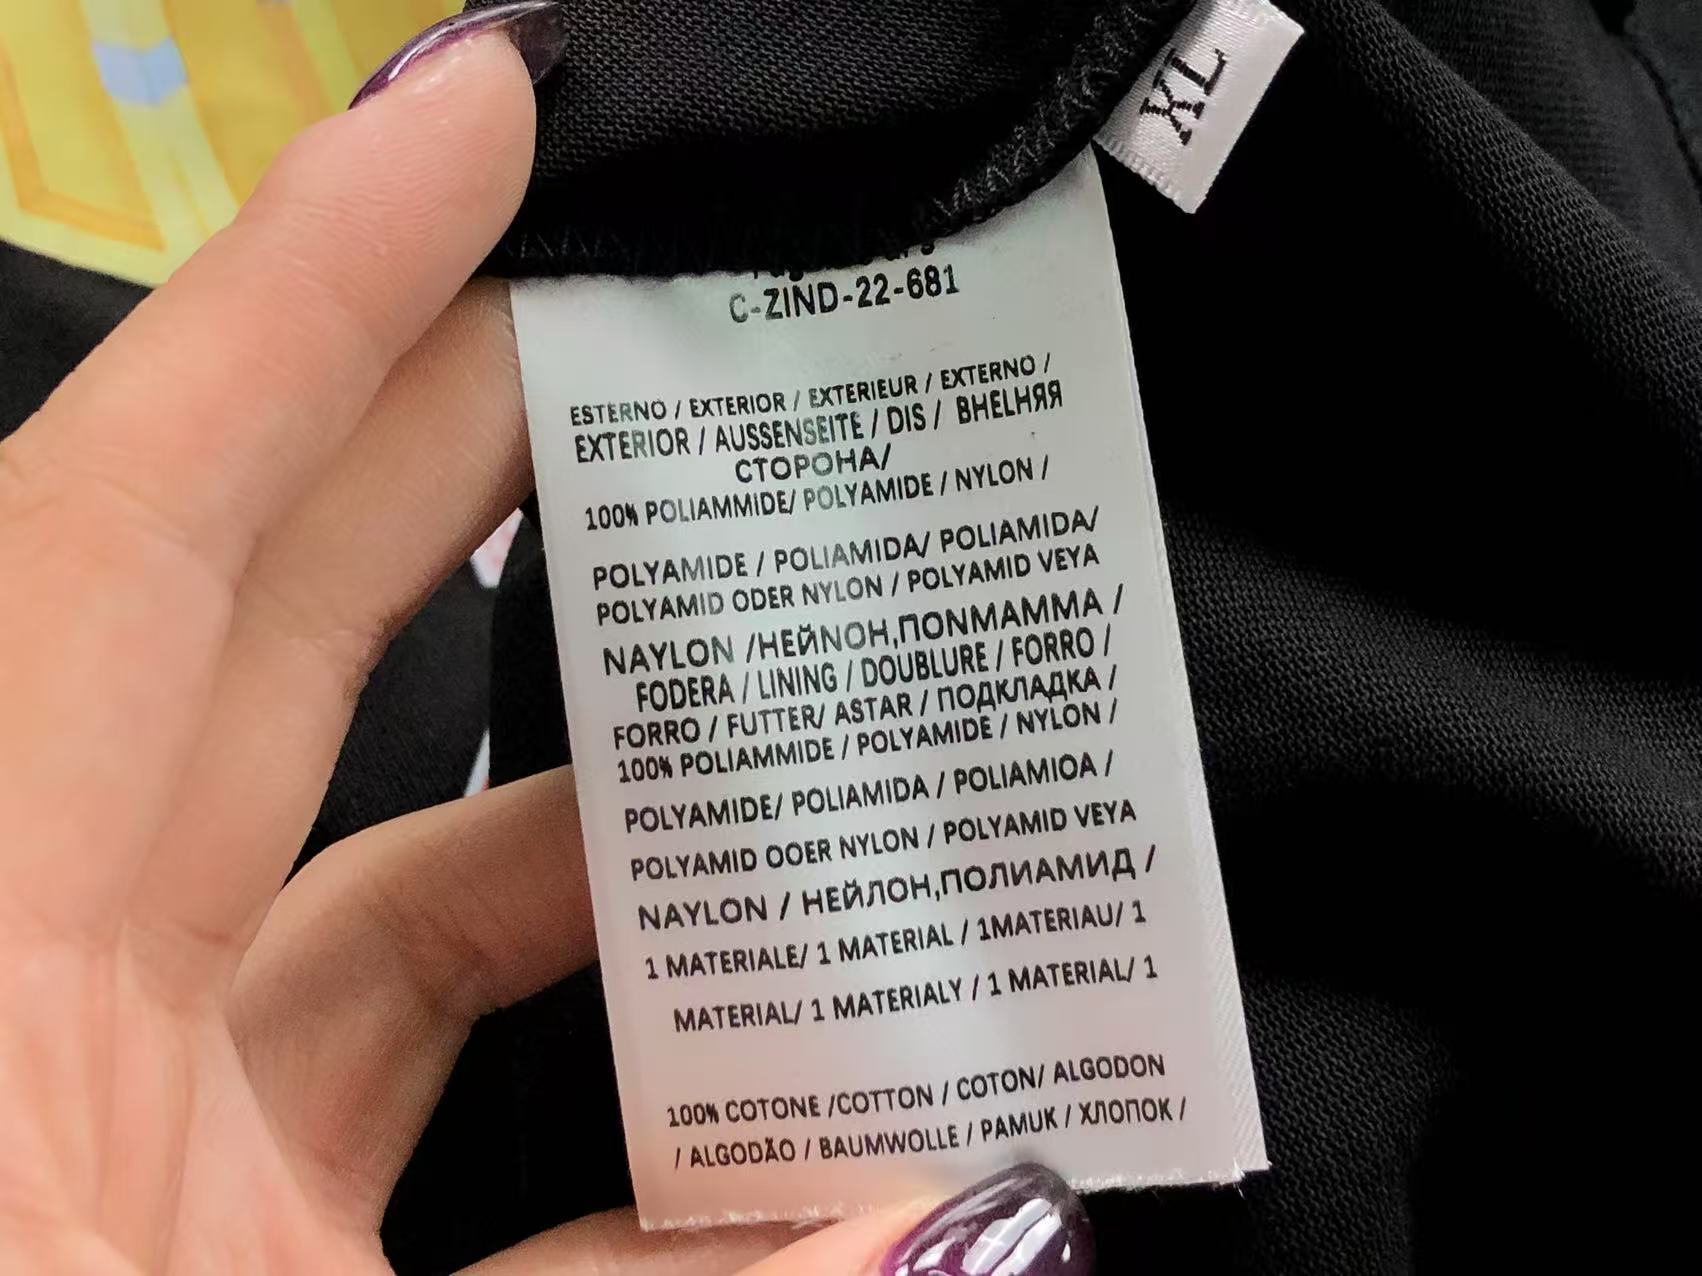 XL
C-ZIND-22-681
ESTERNO / EXTERIOR / EXTERIEUR / EXTERNO /
EXTERIOR / AUSSENSEITE / DIS / ВНЕLНЯЯ
СТОРОНА/
100% POLIAMMIDE/ POLYAMIDE / NYLON /
POLYAMIDE / POLIAMIDA/ POLIAMIDA/
POLYAMID ODER NYLON / POLYAMID VEYA
NAYLON /НЕЙNОН,ПОNМАММА /
FODERA / LINING / DOUBLURE / FORRO /
FORRO / FUTTER/ ASTAR / ПОДКЛАДКА /
100% POLIAMMIDE / POLYAMIDE / NYLON /
POLYAMIDE/ POLIAMIDA / POLIAMIOA /
POLYAMID OOER NYLON / POLYAMID VEYA
NAYLON / НЕЙЛОН,ПОЛИАМИД /
1 MATERIALE/ 1 MATERIAL / 1MATERIAU/ 1
MATERIAL/ 1 MATERIALY / 1 MATERIAL/ 1
100% COTONE /COTTON / COTON/ ALGODON
/ ALGODÃO / BAUMWOLLE / PAMUK / ХЛОПОК /